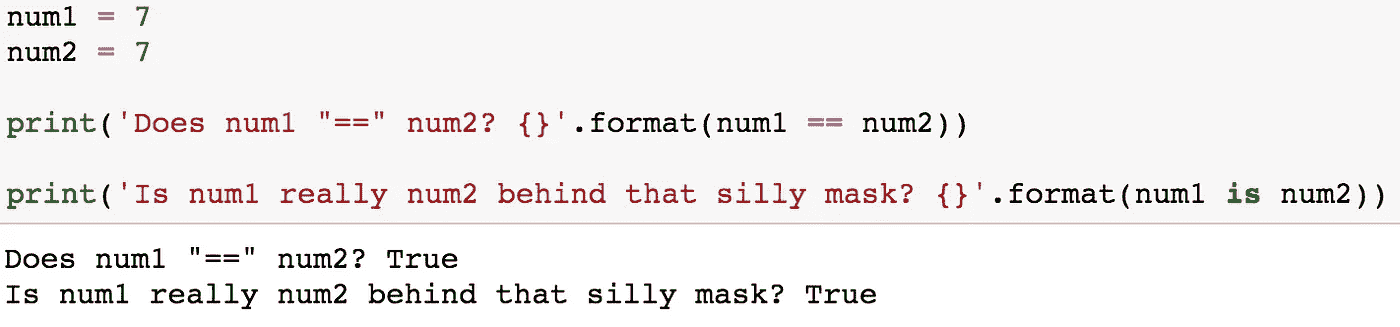 num1 = 7
num2 = 7
print('Does num1 "==" num2? {}'.format(num1 == num2))
print('Is num1 really num2 behind that silly mask? {}'.format(num1 is num2))
Does num1 "==" num2? True
Is num1 really num2 behind that silly mask? True